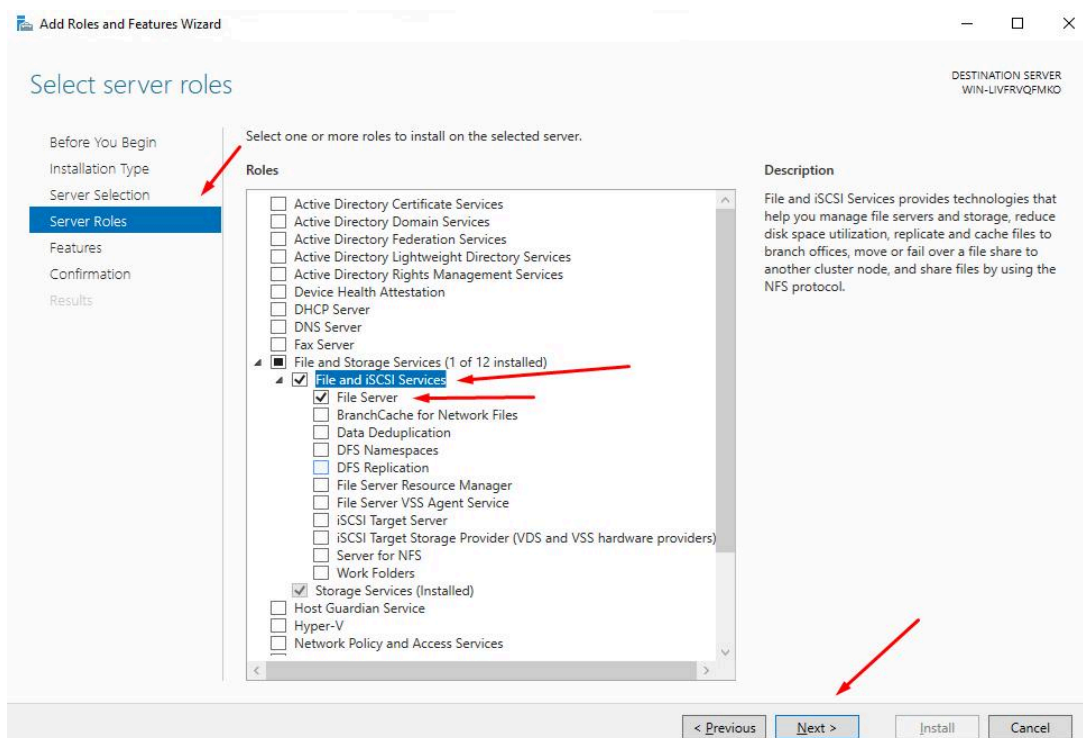 Add Roles and Features Wizard
Select server roles
DESTINATION SERVER
WIN-LIVFRVQFMKO
Before You Begin
Installation Type
Server Selection
Server Roles
Features
Confirmation
Results
Select one or more roles to install on the selected server.
Roles
Active Directory Certificate Services
Active Directory Domain Services
Active Directory Federation Services
Active Directory Lightweight Directory Services
Active Directory Rights Management Services
Device Health Attestation
DHCP Server
DNS Server
Fax Server
File and Storage Services (1 of 12 installed)
File and iSCSI Services
File Server
BranchCache for Network Files
Data Deduplication
DFS Namespaces
DFS Replication
File Server Resource Manager
File Server VSS Agent Service
iSCSI Target Server
iSCSI Target Storage Provider (VDS and VSS hardware providers)
Server for NFS
Work Folders
Storage Services (Installed)
Host Guardian Service
Hyper-V
Network Policy and Access Services
Description
File and iSCSI Services provides technologies that
help you manage file servers and storage, reduce
disk space utilization, replicate and cache files to
branch offices, move or fail over a file share to
another cluster node, and share files by using the
NFS protocol.
< Previous
Next >
Install
Cancel